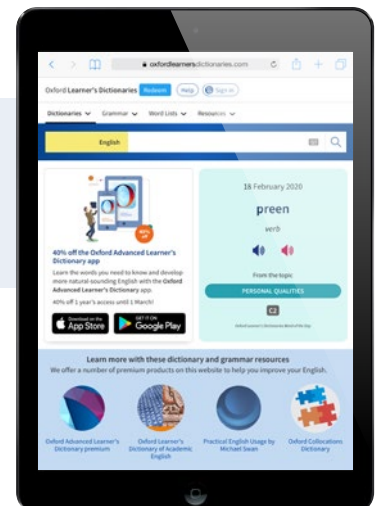 oxfordlearnersdictionaries.com
Oxford Learner's Dictionaries Redeem Help Sign in
Dictionaries Grammar Word Lists Resources
English
40% off
40% off the Oxford Advanced Learner's
Dictionary app
Learn the words you need to know and develop
more natural-sounding English with the Oxford
Advanced Learner's Dictionary app.
40% off 1 year's access until 1 March!
Download on the
App Store
GET IT ON
Google Play
18 February 2020
preen
verb
From the topic
PERSONAL QUALITIES
C2
Oxford Learner's Dictionaries Word of the Day
Learn more with these dictionary and grammar resources
We offer a number of premium products on this website to help you improve your English.
Oxford Advanced Learner's
Dictionary premium
Oxford Learner's
Dictionary of Academic
English
Practical English Usage by
Michael Swan
Oxford Collocations
Dictionary